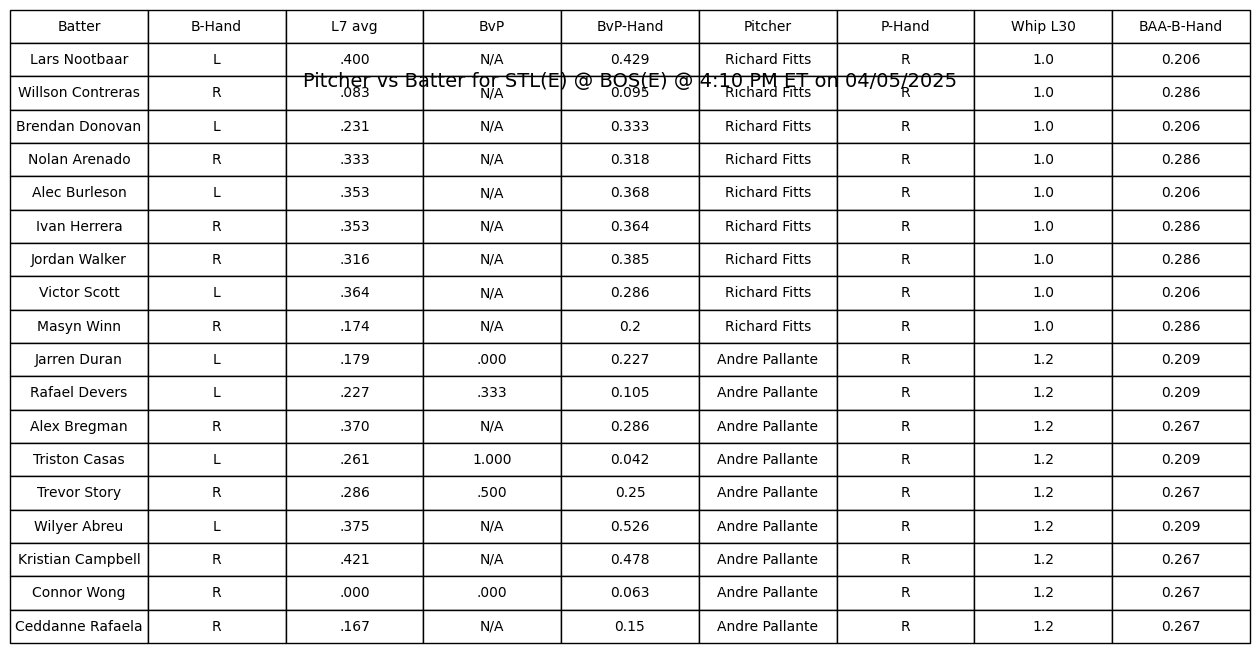 Batter B-Hand L7 avg BvP BvP-Hand Pitcher P-Hand Whip L30 BAA-B-Hand
Lars Nootbaar L .400 N/A 0.429 Richard Fitts R 1.0 0.206
Pitcher vs Batter for STL(E) @ BOS(E) @ 4:10 PM ET on 04/05/2025
Willson Contreras R .083 N/A 0.095 Richard Fitts R 1.0 0.286
Brendan Donovan L .231 N/A 0.333 Richard Fitts R 1.0 0.206
Nolan Arenado R .333 N/A 0.318 Richard Fitts R 1.0 0.286
Alec Burleson L .353 N/A 0.368 Richard Fitts R 1.0 0.206
Ivan Herrera R .353 N/A 0.364 Richard Fitts R 1.0 0.286
Jordan Walker R .316 N/A 0.385 Richard Fitts R 1.0 0.286
Victor Scott L .364 N/A 0.286 Richard Fitts R 1.0 0.206
Masyn Winn R .174 N/A 0.2 Richard Fitts R 1.0 0.286
Jarren Duran L .179 .000 0.227 Andre Pallante R 1.2 0.209
Rafael Devers L .227 .333 0.105 Andre Pallante R 1.2 0.209
Alex Bregman R .370 N/A 0.286 Andre Pallante R 1.2 0.267
Triston Casas L .261 1.000 0.042 Andre Pallante R 1.2 0.209
Trevor Story R .286 .500 0.25 Andre Pallante R 1.2 0.267
Wilyer Abreu L .375 N/A 0.526 Andre Pallante R 1.2 0.209
Kristian Campbell R .421 N/A 0.478 Andre Pallante R 1.2 0.267
Connor Wong R .000 .000 0.063 Andre Pallante R 1.2 0.267
Ceddanne Rafaela R .167 N/A 0.15 Andre Pallante R 1.2 0.267